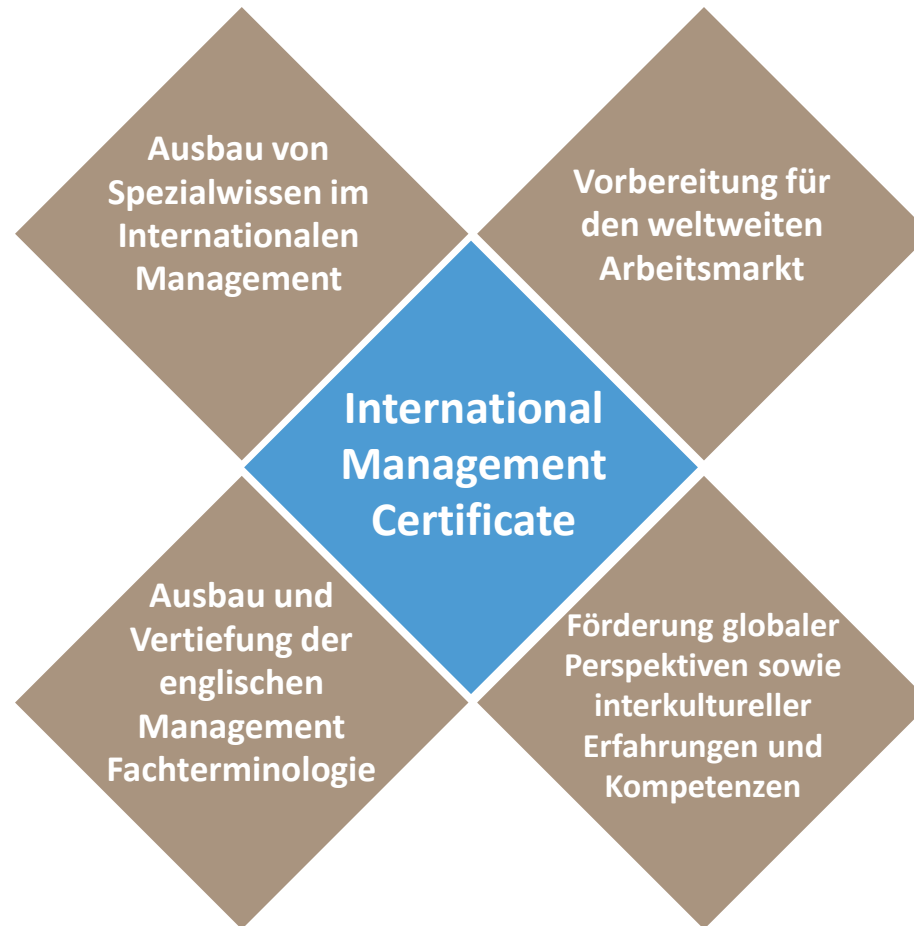 Ausbau von
Spezialwissen im
Internationalen
Management
Vorbereitung für
den weltweiten
Arbeitsmarkt
International
Management
Certificate
Ausbau und
Vertiefung der
englischen
Management
Fachterminologie
Förderung globaler
Perspektiven sowie
interkultureller
Erfahrungen und
Kompetenzen